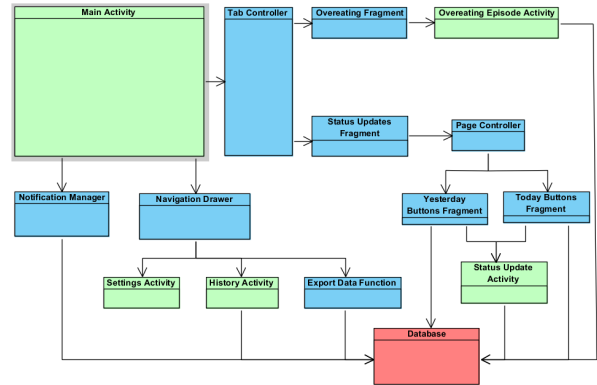 Main Activity
Tab Controller
Overeating Fragment
Overeating Episode Activity
Status Updates
Fragment
Page Controller
Notification Manager
Navigation Drawer
Yesterday
Buttons Fragment
Today Buttons
Fragment
Settings Activity
History Activity
Export Data Function
Status Update
Activity
Database